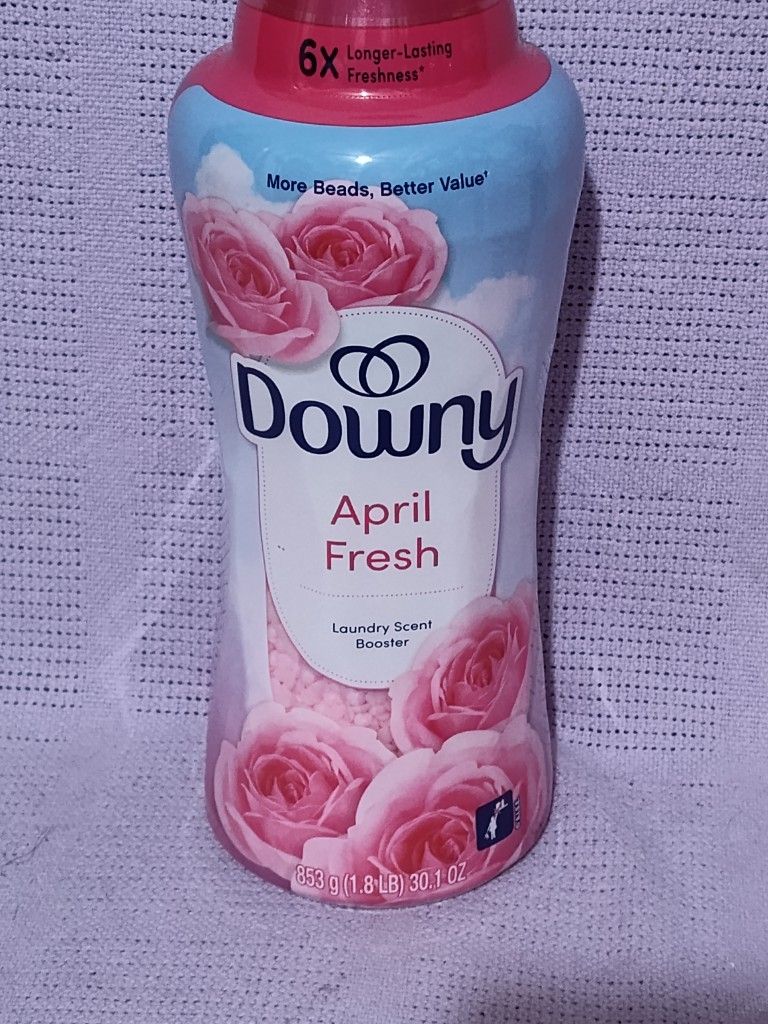 6x Longer-Lasting
Freshness*
More Beads, Better Value†
Downy
April
Fresh
Laundry Scent
Booster
853 g (1.8 LB) 30.1 OZ